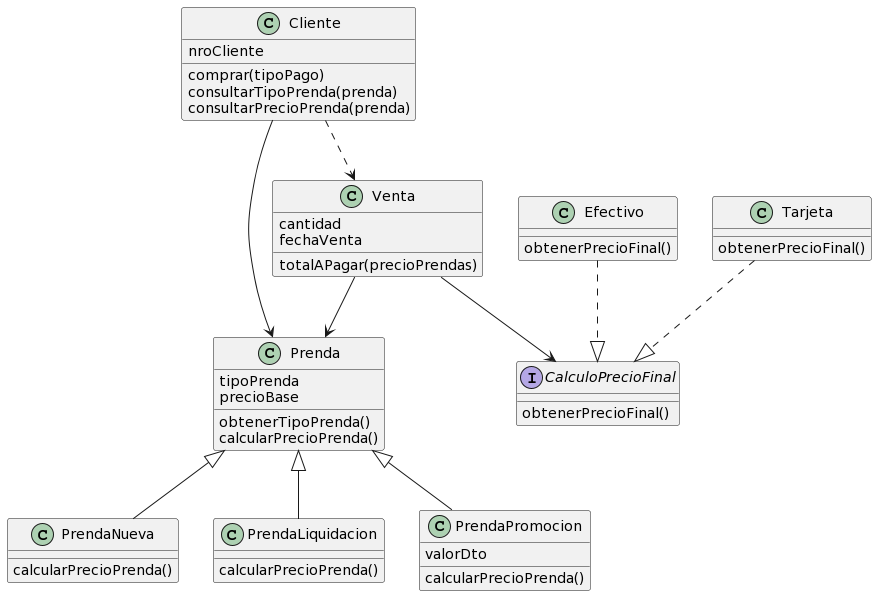 C Cliente
nroCliente
comprar(tipoPago)
consultarTipoPrenda(prenda)
consultarPrecioPrenda(prenda)
C Venta
cantidad
fechaVenta
totalAPagar(precioPrendas)
C Efectivo
obtenerPrecioFinal()
C Tarjeta
obtenerPrecioFinal()
C Prenda
tipoPrenda
precioBase
obtenerTipoPrenda()
calcularPrecioPrenda()
I CalculoPrecioFinal
obtenerPrecioFinal()
C PrendaNueva
calcularPrecioPrenda()
C PrendaLiquidacion
calcularPrecioPrenda()
C PrendaPromocion
valorDto
calcularPrecioPrenda()